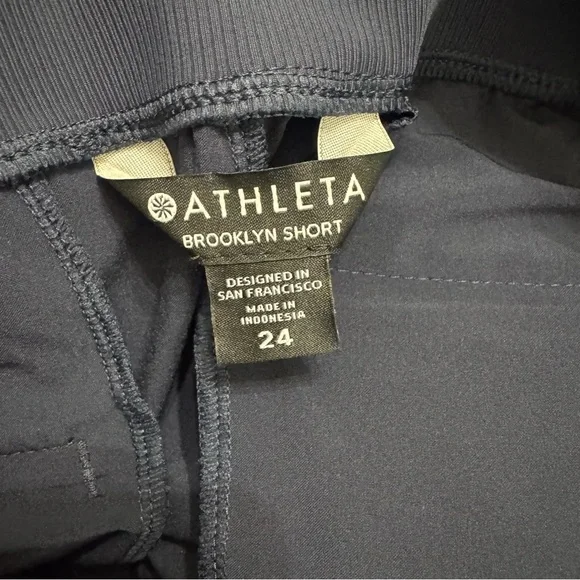 ATHLETA
BROOKLYN SHORT
DESIGNED IN
SAN FRANCISCO
MADE IN
INDONESIA
24